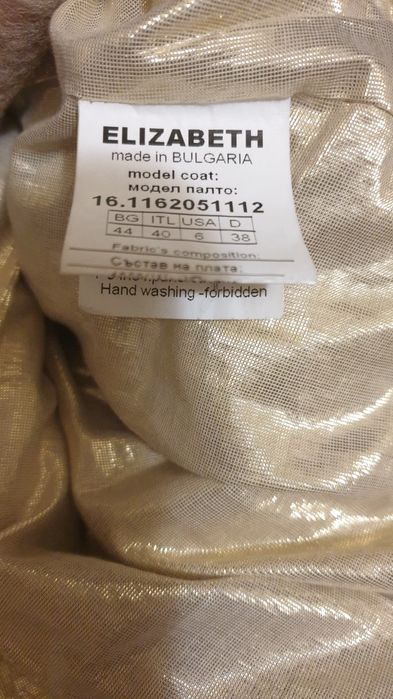 ELIZABETH
made in BULGARIA
model coat:
модел палто:
16.1162051112
BG ITL USA D
44 40 6 38
Fabric's composition:
Състав на плата:
Hand washing -forbidden